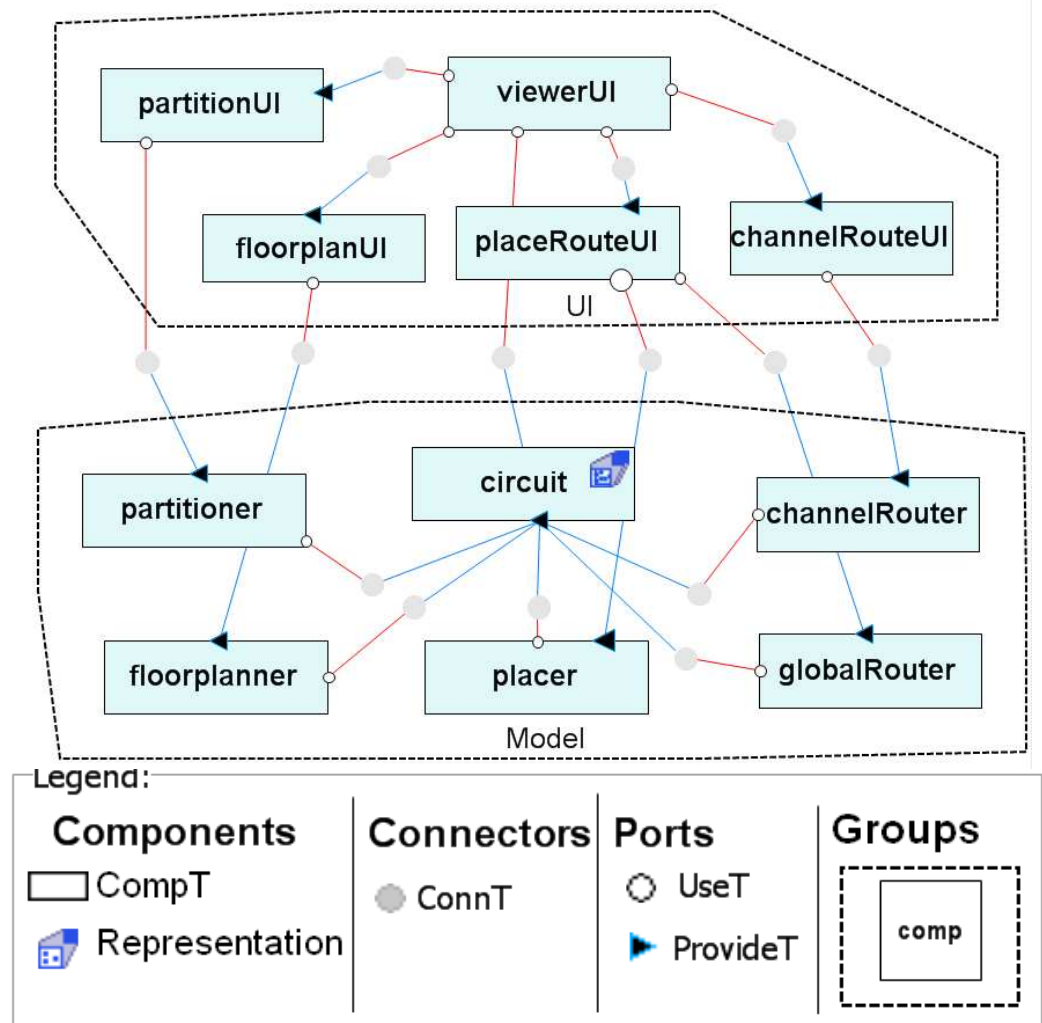 partitionUI
viewerUI
floorplanUI
placeRouteUI
channelRouteUI
UI
partitioner
circuit
channelRouter
floorplanner
placer
globalRouter
Model
Legend:
Components
CompT
Representation
Connectors
ConnT
Ports
UseT
ProvideT
Groups
comp